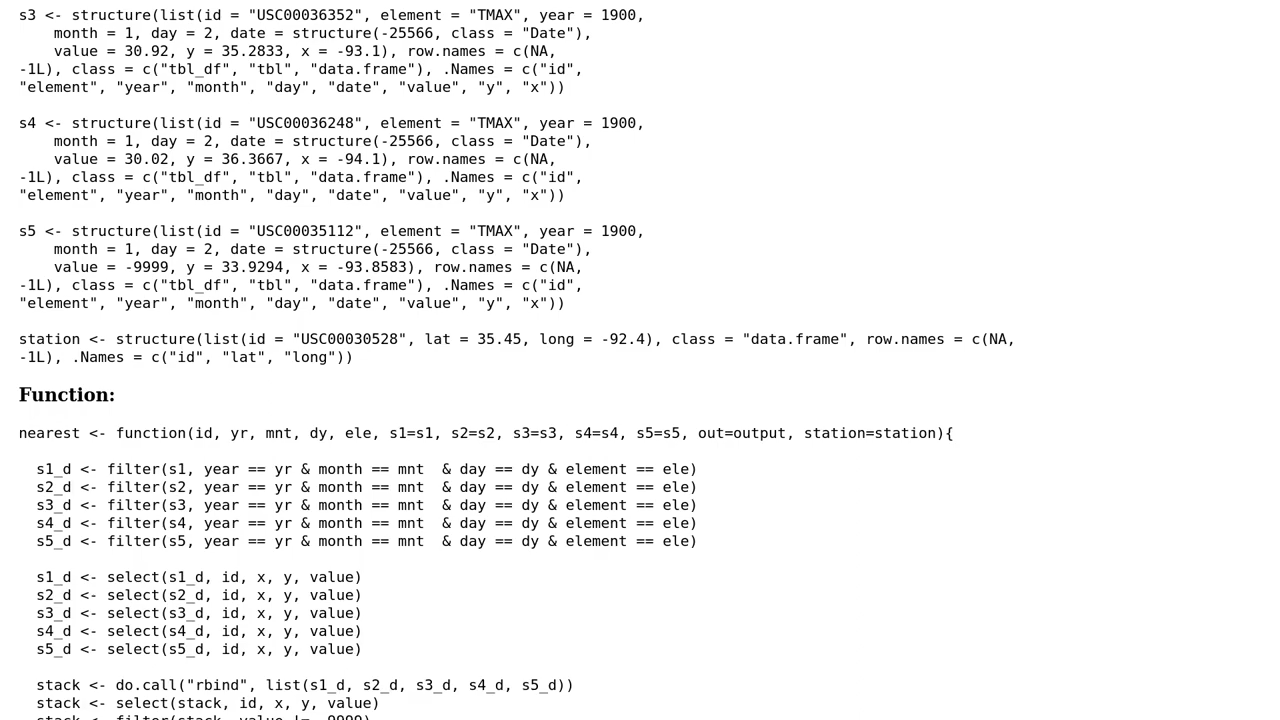 s3 <- structure(list(id = "USC00036352", element = "TMAX", year = 1900,
    month = 1, day = 2, date = structure(-25566, class = "Date"),
    value = 30.92, y = 35.2833, x = -93.1), row.names = c(NA,
-1L), class = c("tbl_df", "tbl", "data.frame"), .Names = c("id",
"element", "year", "month", "day", "date", "value", "y", "x"))

s4 <- structure(list(id = "USC00036248", element = "TMAX", year = 1900,
    month = 1, day = 2, date = structure(-25566, class = "Date"),
    value = 30.02, y = 36.3667, x = -94.1), row.names = c(NA,
-1L), class = c("tbl_df", "tbl", "data.frame"), .Names = c("id",
"element", "year", "month", "day", "date", "value", "y", "x"))

s5 <- structure(list(id = "USC00035112", element = "TMAX", year = 1900,
    month = 1, day = 2, date = structure(-25566, class = "Date"),
    value = -9999, y = 33.9294, x = -93.8583), row.names = c(NA,
-1L), class = c("tbl_df", "tbl", "data.frame"), .Names = c("id",
"element", "year", "month", "day", "date", "value", "y", "x"))

station <- structure(list(id = "USC00030528", lat = 35.45, long = -92.4), class = "data.frame", row.names = c(NA,
-1L), .Names = c("id", "lat", "long"))

Function:

nearest <- function(id, yr, mnt, dy, ele, s1=s1, s2=s2, s3=s3, s4=s4, s5=s5, out=output, station=station){

  s1_d <- filter(s1, year == yr & month == mnt  & day == dy & element == ele)
  s2_d <- filter(s2, year == yr & month == mnt  & day == dy & element == ele)
  s3_d <- filter(s3, year == yr & month == mnt  & day == dy & element == ele)
  s4_d <- filter(s4, year == yr & month == mnt  & day == dy & element == ele)
  s5_d <- filter(s5, year == yr & month == mnt  & day == dy & element == ele)

  s1_d <- select(s1_d, id, x, y, value)
  s2_d <- select(s2_d, id, x, y, value)
  s3_d <- select(s3_d, id, x, y, value)
  s4_d <- select(s4_d, id, x, y, value)
  s5_d <- select(s5_d, id, x, y, value)

  stack <- do.call("rbind", list(s1_d, s2_d, s3_d, s4_d, s5_d))
  stack <- select(stack, id, x, y, value)
  stack <- filter(stack, value != -9999)